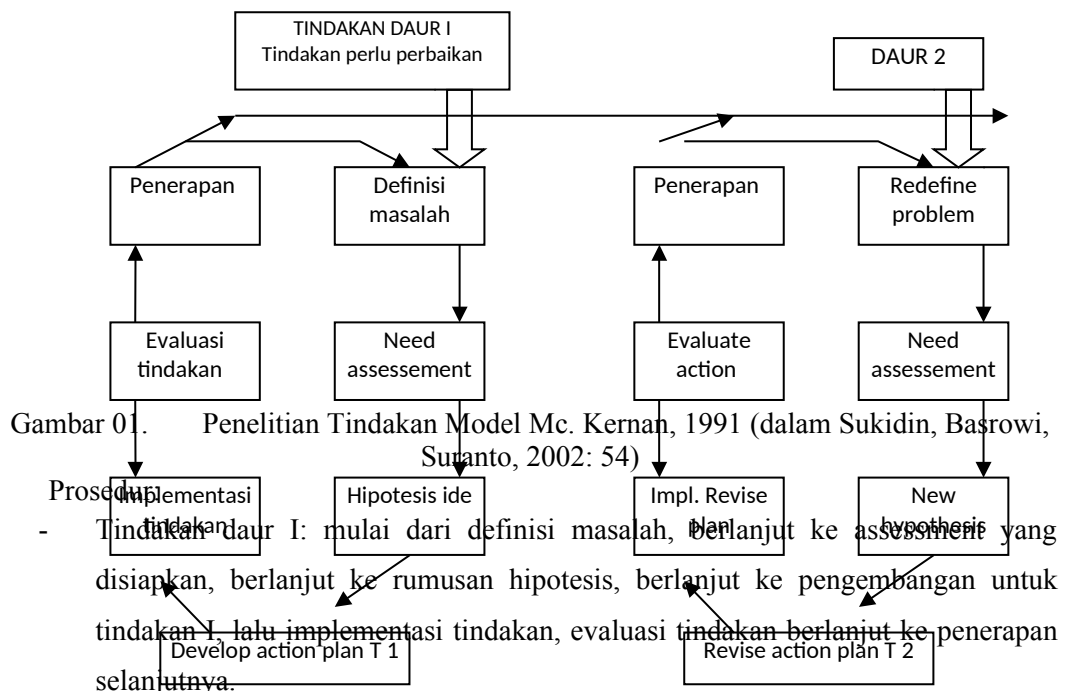 TINDAKAN DAUR I
Tindakan perlu perbaikan
DAUR 2
Penerapan
Definisi
masalah
Penerapan
Redefine
problem
Evaluasi
tindakan
Need
assessement
Evaluate
action
Need
assessement
Gambar 01. Penelitian Tindakan Model Mc. Kernan, 1991 (dalam Sukidin, Basrowi,
Suranto, 2002: 54)
Prosedur:
Implementasi
tindakan
Hipotesis ide
Impl. Revise
plan
New
hypothesis
- Tindakan daur I: mulai dari definisi masalah, berlanjut ke assessment yang
disiapkan, berlanjut ke rumusan hipotesis, berlanjut ke pengembangan untuk
tindakan I, lalu implementasi tindakan, evaluasi tindakan berlanjut ke penerapan
selanjutnya.
Develop action plan T 1
Revise action plan T 2